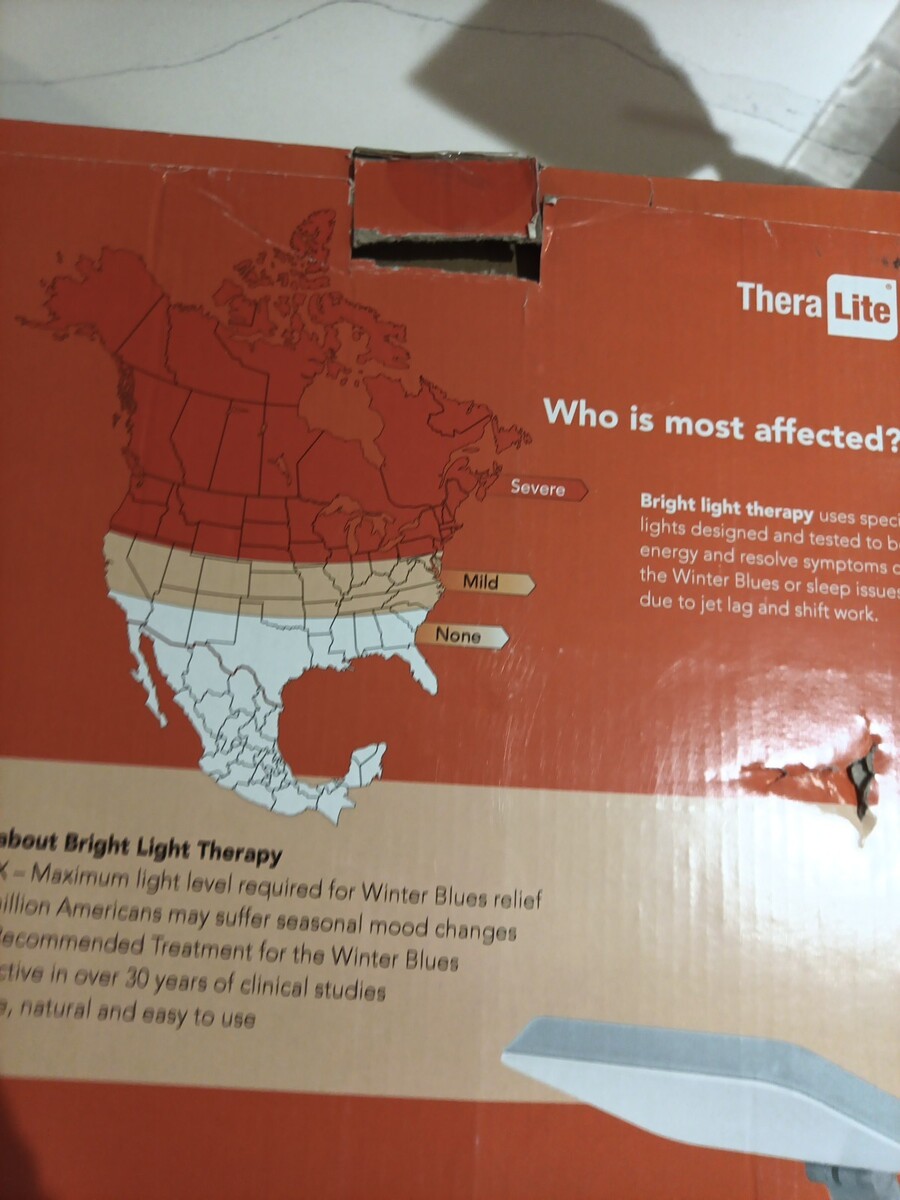 Thera Lite®
Who is most affected?
Severe
Bright light therapy uses speci
lights designed and tested to b
energy and resolve symptoms o
the Winter Blues or sleep issues
due to jet lag and shift work.
Mild
None
about Bright Light Therapy
X – Maximum light level required for Winter Blues relief
illion Americans may suffer seasonal mood changes
Recommended Treatment for the Winter Blues
ctive in over 30 years of clinical studies
e, natural and easy to use